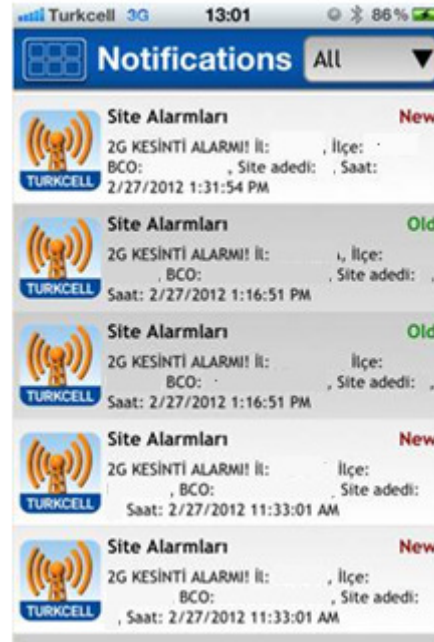 Turkcell 3G 13:01 86%
Notifications All
Site Alarmları New
2G KESİNTİ ALARMI! İl: , İlçe:
BCO: , Site adedi: , Saat:
2/27/2012 1:31:54 PM
TURKCELL
Site Alarmları Old
2G KESİNTİ ALARMI! İl: , İlçe:
, BCO: , Site adedi: ,
Saat: 2/27/2012 1:16:51 PM
TURKCELL
Site Alarmları Old
2G KESİNTİ ALARMI! İl: İlçe:
BCO: , Site adedi: ,
Saat: 2/27/2012 1:16:51 PM
TURKCELL
Site Alarmları New
2G KESİNTİ ALARMI! İl: İlçe:
, BCO: , Site adedi:
Saat: 2/27/2012 11:33:01 AM
TURKCELL
Site Alarmları New
2G KESİNTİ ALARMI! İl: , İlçe:
BCO: , Site adedi:
, Saat: 2/27/2012 11:33:01 AM
TURKCELL